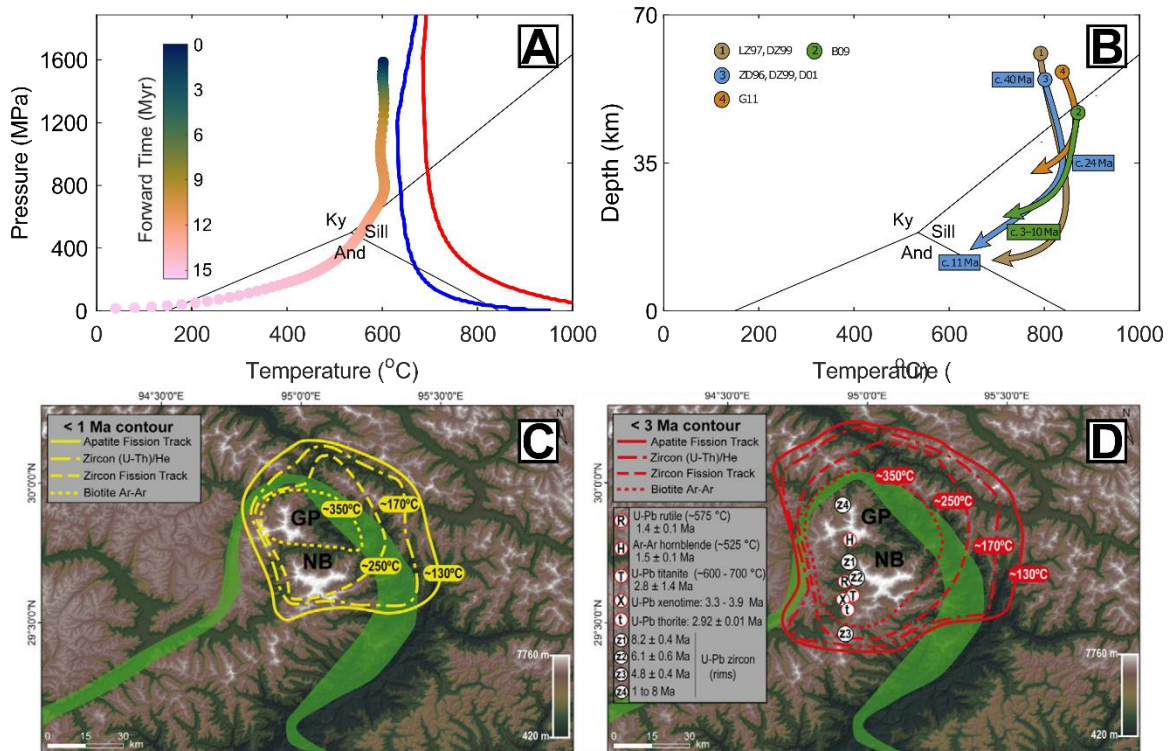 A
Pressure (MPa)
1600
1200
800
400
0
Forward Time (Myr)
0
3
6
9
12
15
Ky
Sill
And
0
200
400
600
800
1000
Temperature (°C)
B
Depth (km)
70
35
0
1 LZ97, DZ99
2 B09
3 ZD96, DZ99, D01
4 G11
1
4
3
2
c.40 Ma
c. 24 Ma
c. 3–10 Ma
c. 11 Ma
Ky
Sill
And
0
200
400
600
800
1000
Temperature (°C)
C
94°30'0"E
95°0'0"E
95°30'0"E
N
30°0'0"N
29°30'0"N
< 1 Ma contour
Apatite Fission Track
Zircon (U-Th)/He
Zircon Fission Track
Biotite Ar-Ar
GP
NB
~350°C
~170°C
~250°C
~130°C
0
15
30
km
7760 m
420 m
D
94°30'0"E
95°0'0"E
95°30'0"E
N
30°0'0"N
29°30'0"N
< 3 Ma contour
Apatite Fission Track
Zircon (U-Th)/He
Zircon Fission Track
Biotite Ar-Ar
R U-Pb rutile (~575 °C)
1.4 ± 0.1 Ma
H Ar-Ar hornblende (~525 °C)
1.5 ± 0.1 Ma
T U-Pb titanite (~600 - 700 °C)
2.8 ± 1.4 Ma
X U-Pb xenotime: 3.3 - 3.9 Ma
t U-Pb thorite: 2.92 ± 0.01 Ma
z1 8.2 ± 0.4 Ma
z2 6.1 ± 0.6 Ma
z3 4.8 ± 0.4 Ma
z4 1 to 8 Ma
U-Pb zircon
(rims)
z4
GP
H
NB
z1
z2
R
T
X
t
z3
~350°C
~250°C
~170°C
~130°C
0
15
30
km
7760 m
420 m